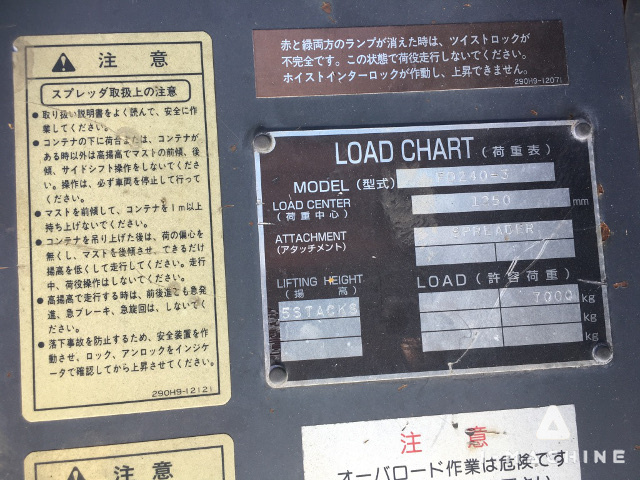 注意
スプレッダ取扱上の注意
●取り扱い説明書をよく読んで、安全に作
業してください。
●コンテナの下に荷台または、コンテナが
ある時以外は高揚高でマストの前傾、後
傾、サイドシフト操作をしないでくださ
い。操作は、必ず車両を停止して行って
ください。
●マストを前傾して、コンテナを1m以上
持ち上げないでください。
●コンテナを吊り上げた後は、荷の偏心を
無くし、マストを後傾させ、できるだけ
揚高を低くして走行してください。走行
中、荷役操作はしないでください。
●高揚高で走行する時は、前後進とも急発
進、急ブレーキ、急旋回は、しないでく
ださい。
●落下事故を防止するため、安全装置を作
動させ、ロック、アンロックをインジケ
ータで確認してから上昇させてください。
290H9-12121
赤と緑両方のランプが消えた時は、ツイストロックが
不完全です。この状態で荷役走行しないでください。
ホイストインターロックが作動し、上昇できません。
290H9-12071
LOAD CHART (荷重表)
MODEL (型式) FD240-3
LOAD CENTER (荷重中心) 1250 mm
ATTACHMENT (アタッチメント) SPREADER
LIFTING HEIGHT (揚高) LOAD (許容荷重)
5STACKS 7000 kg
kg
kg
注意
オーバロード作業は危険です
注意